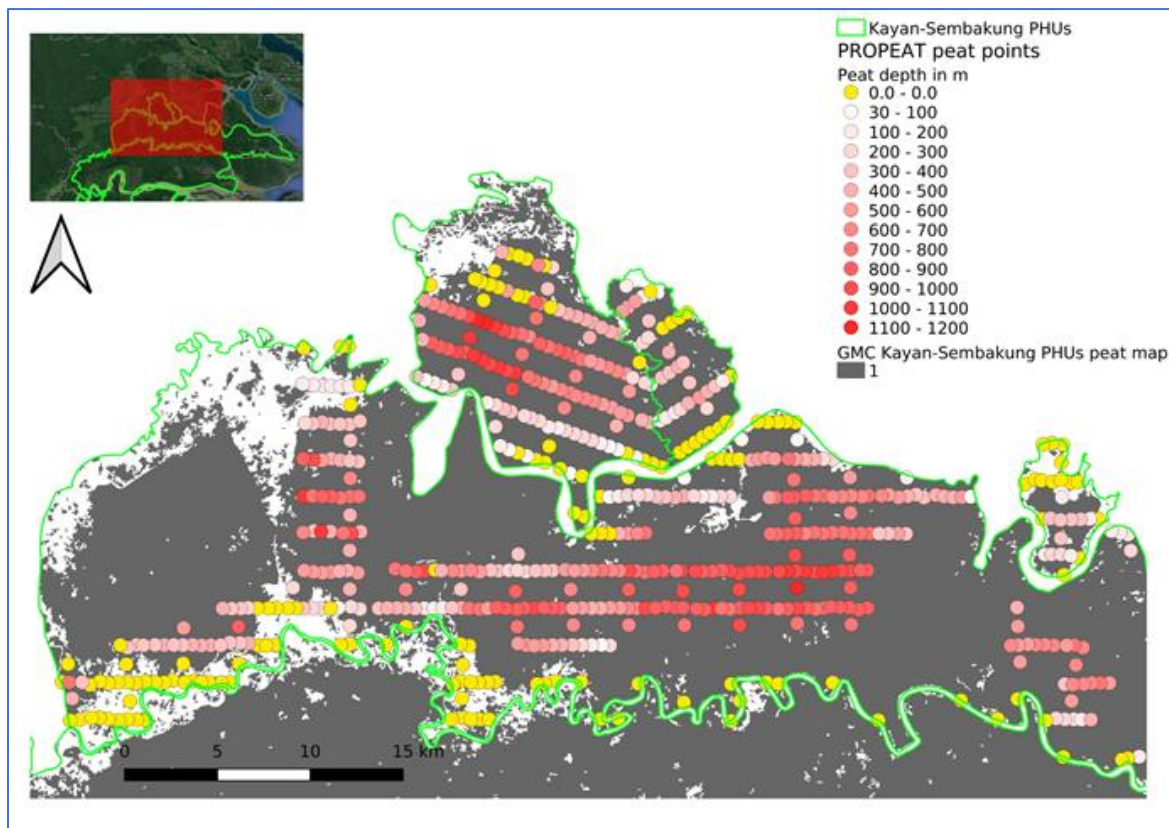 Kayan-Sembakung PHUs
PROPEAT peat points
Peat depth in m
0.0 - 0.0
30 - 100
100 - 200
200 - 300
300 - 400
400 - 500
500 - 600
600 - 700
700 - 800
800 - 900
900 - 1000
1000 - 1100
1100 - 1200
GMC Kayan-Sembakung PHUs peat map
1
0 5 10 15 km